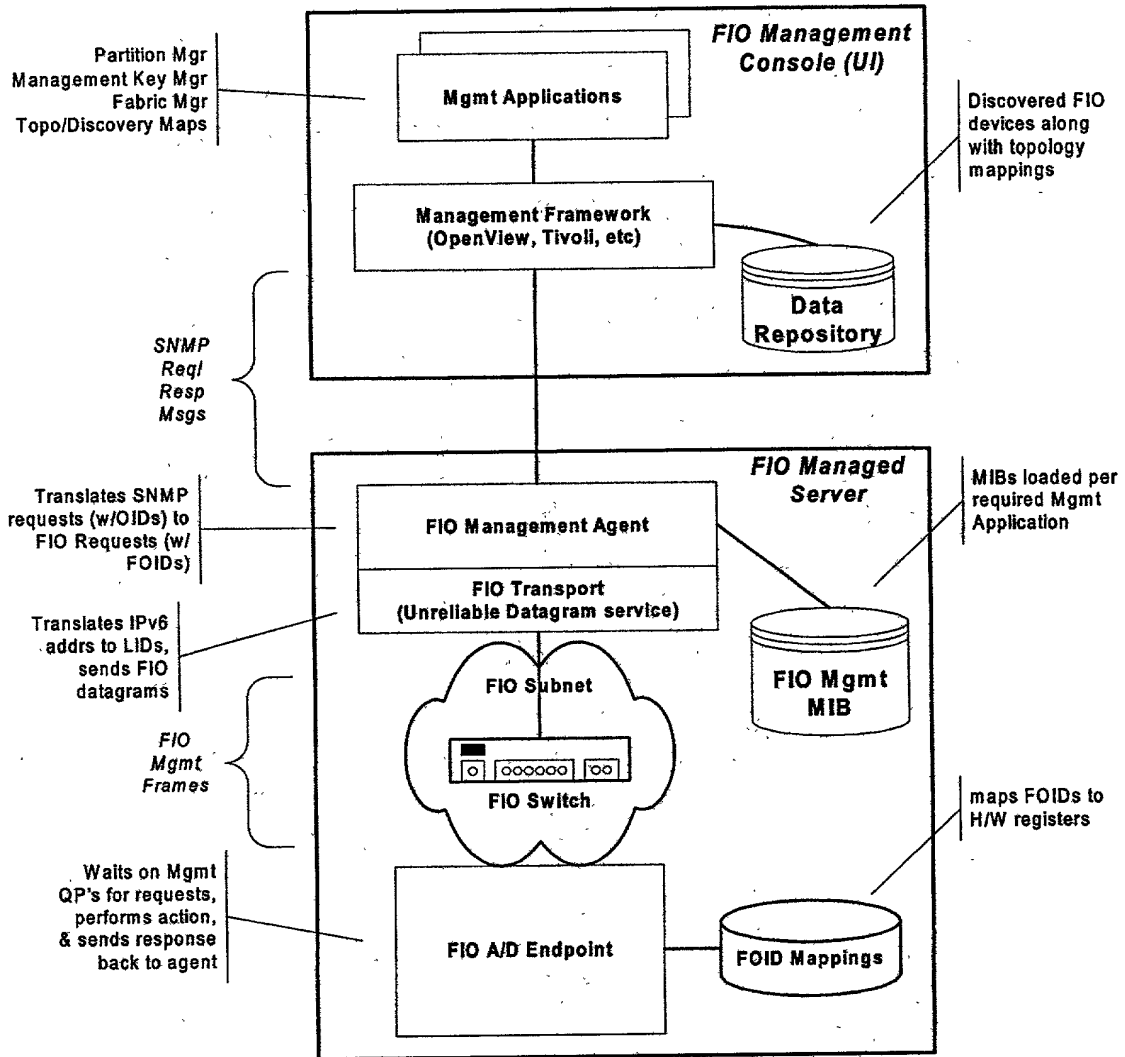 FIO Management
Console (UI)
Partition Mgr
Management Key Mgr
Fabric Mgr
Topo/Discovery Maps
Mgmt Applications
Discovered FIO
devices along
with topology
mappings
Management Framework
(OpenView, Tivoli, etc)
Data
Repository
SNMP
Req/
Resp
Msgs
FIO Managed
Server
Translates SNMP
requests (w/OIDs) to
FIO Requests (w/
FOIDs)
FIO Management Agent
MIBs loaded per
required Mgmt
Application
FIO Transport
(Unreliable Datagram service)
Translates IPv6
addrs to LIDs,
sends FIO
datagrams
FIO Subnet
FIO Mgmt
MIB
FIO
Mgmt
Frames
FIO Switch
maps FOIDs to
H/W registers
Waits on Mgmt
QP's for requests,
performs action,
& sends response
back to agent
FIO A/D Endpoint
FOID Mappings